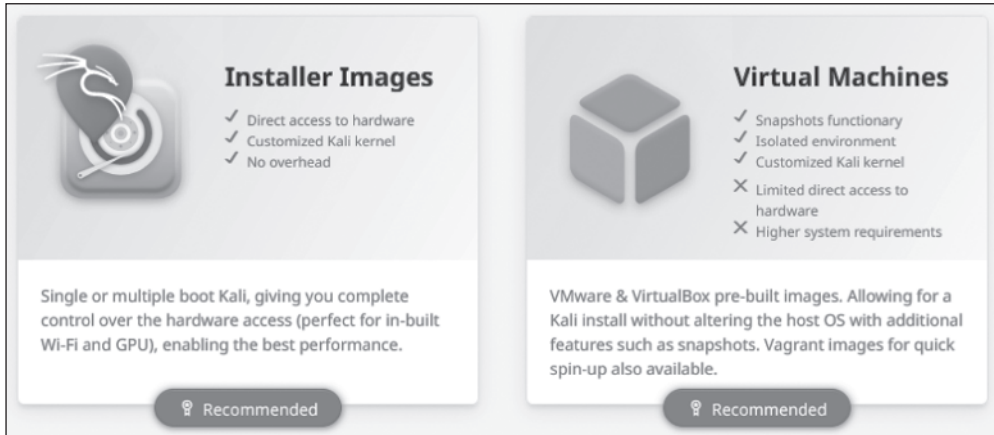 Installer Images
Direct access to hardware
Customized Kali kernel
No overhead
Single or multiple boot Kali, giving you complete
control over the hardware access (perfect for in-built
Wi-Fi and GPU), enabling the best performance.
Recommended
Virtual Machines
Snapshots functionary
Isolated environment
Customized Kali kernel
Limited direct access to
hardware
Higher system requirements
VMware & VirtualBox pre-built images. Allowing for a
Kali install without altering the host OS with additional
features such as snapshots. Vagrant images for quick
spin-up also available.
Recommended